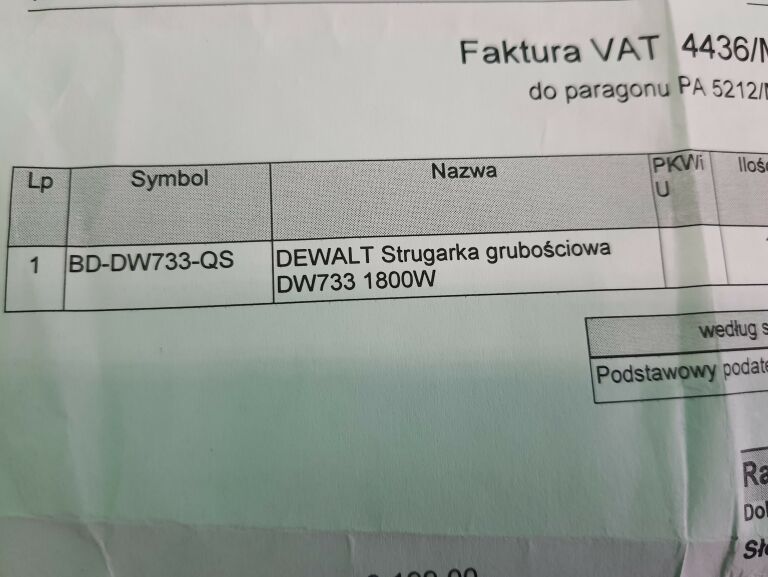 Faktura VAT 4436/
do paragonu PA 5212/
Lp Symbol Nazwa PKWi
U
1 BD-DW733-QS DEWALT Strugarka grubościowa
DW733 1800W
według
Podstawowy